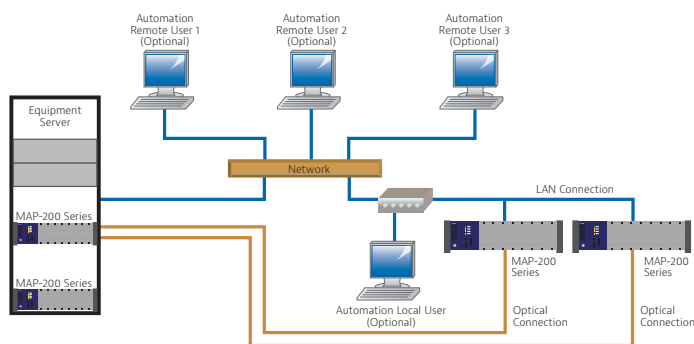 Automation
Remote User 1
(Optional)
Automation
Remote User 2
(Optional)
Automation
Remote User 3
(Optional)
Equipment
Server
Network
LAN Connection
MAP-200 Series
MAP-200
Series
MAP-200
Series
MAP-200 Series
Automation Local User
(Optional)
Optical
Connection
Optical
Connection